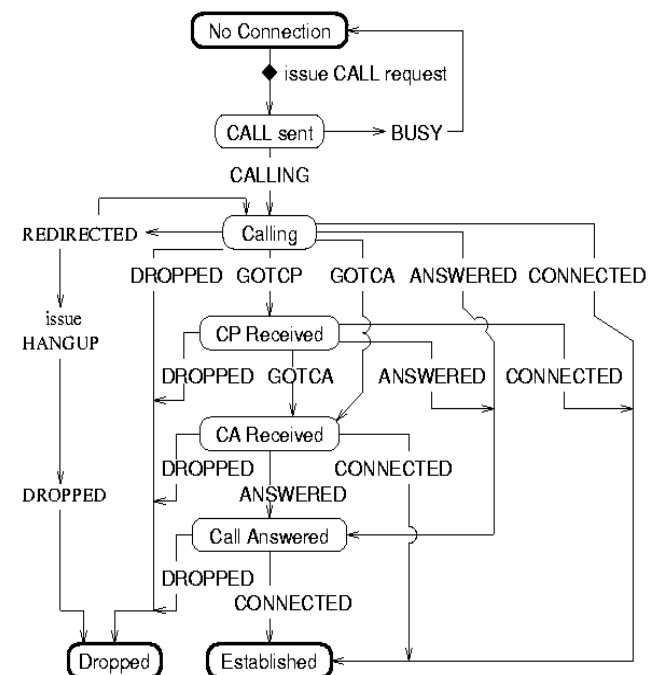 No Connection
issue CALL request
CALL sent
BUSY
CALLING
REDIRECTED
Calling
DROPPED GOTCP GOTCA ANSWERED CONNECTED
issue
HANGUP
CP Received
DROPPED GOTCA ANSWERED CONNECTED
CA Received
DROPPED CONNECTED
DROPPED
ANSWERED
Call Answered
DROPPED
CONNECTED
Dropped
Established